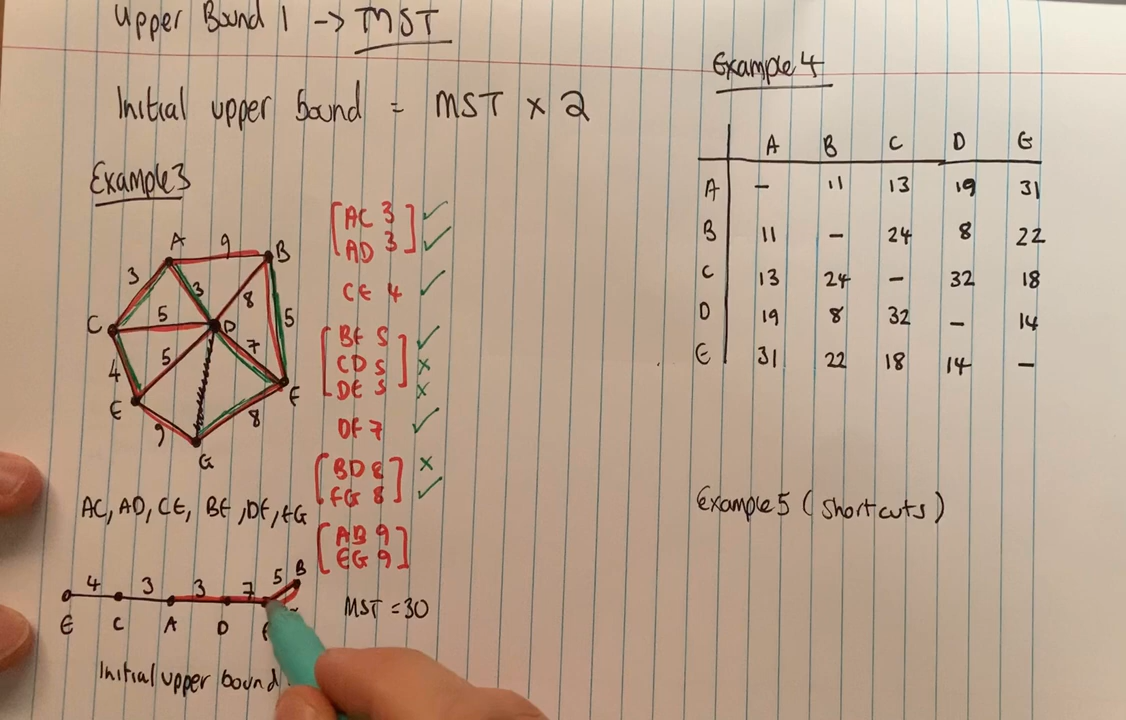 Upper Bound 1 -> MST
Initial upper bound = MST × 2
Example 3
A 9 B
3 3 8
C 5 D 5
4 5 7
E F
9 8
G
[AC 3] ✓
[AD 3] ✓
CE 4 ✓
[BF 5] ✓
[CD 5] ×
[DE 5] ×
DF 7 ✓
[BD 8] ×
[FG 8] ✓
[AB 9]
[EG 9]
AC, AD, CE, BF, DF, FG
4 3 3 7 5 B
E C A D
MST = 30
Initial upper bound
Example 4
A B C D E
A - 11 13 19 31
B 11 - 24 8 22
C 13 24 - 32 18
D 19 8 32 - 14
E 31 22 18 14 -
Example 5 (shortcuts)